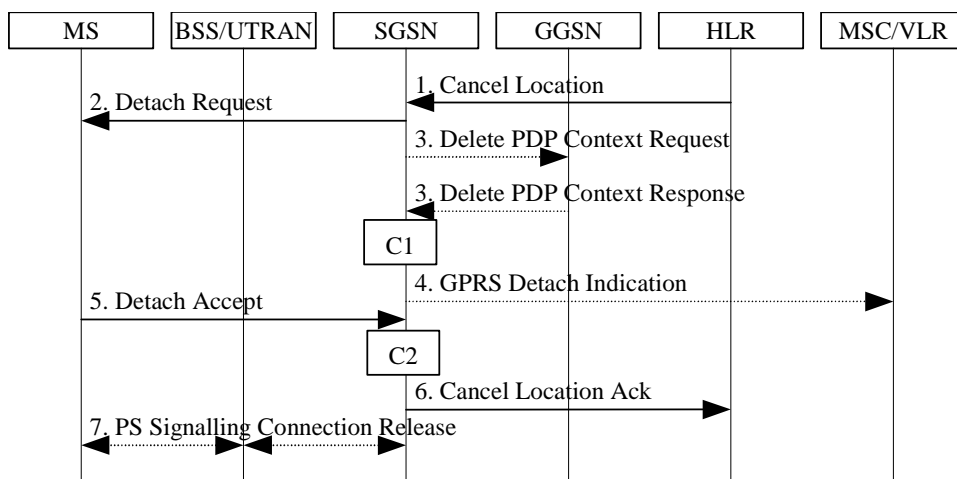 MS
BSS/UTRAN
SGSN
GGSN
HLR
MSC/VLR
1. Cancel Location
2. Detach Request
3. Delete PDP Context Request
3. Delete PDP Context Response
C1
4. GPRS Detach Indication
5. Detach Accept
C2
6. Cancel Location Ack
7. PS Signalling Connection Release